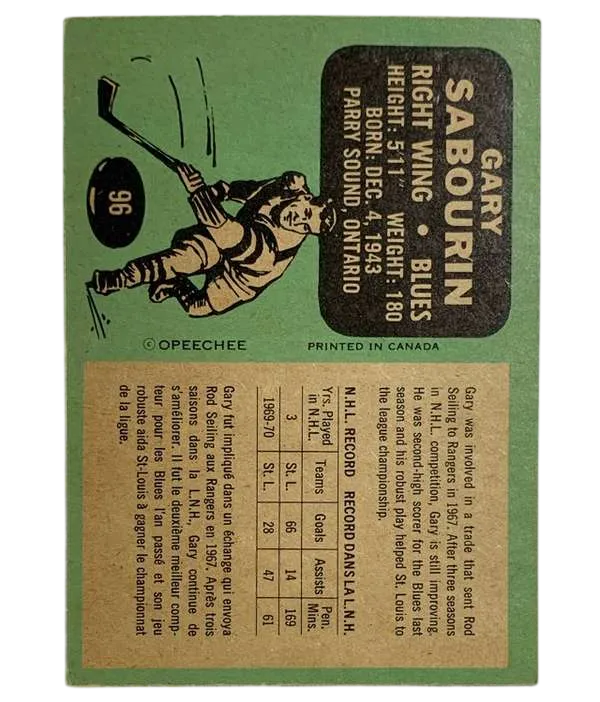 GARY
SABOURIN
RIGHT WING • BLUES
HEIGHT: 5'11" WEIGHT: 180
BORN: DEC. 4, 1943
PARRY SOUND, ONTARIO
96
© OPEECHEE
PRINTED IN CANADA
Gary was involved in a trade that sent Rod
Seiling to Rangers in 1967. After three seasons
in N.H.L. competition, Gary is still improving.
He was second-high scorer for the Blues last
season and his robust play helped St. Louis to
the league championship.
N.H.L. RECORD RECORD DANS LA L.N.H.
Yrs. Played in N.H.L. Teams Goals Assists Pen. Mins.
3 St. L. 66 14 169
1969-70 St. L. 28 47 61
Gary fut impliqué dans un échange qui envoya
Rod Seiling aux Rangers en 1967. Après trois
saisons dans la L.N.H., Gary continue de
s'améliorer. Il fut le deuxième meilleur comp-
teur pour les Blues l'an passé et son jeu
robuste aida St-Louis à gagner le championnat
de la ligue.